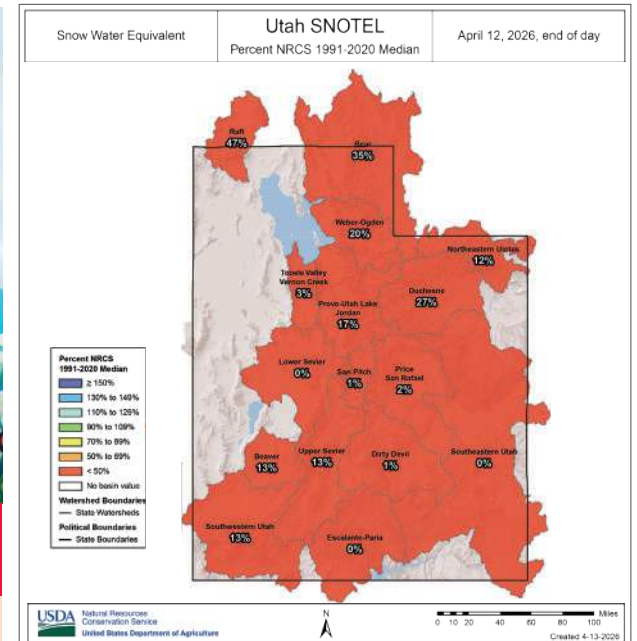 Snow Water Equivalent
Utah SNOTEL
Percent NRCS 1991-2020 Median
April 12, 2026, end of day
Raft
47%
Bear
35%
Weber-Ogden
20%
Northeastern Uintas
12%
Tooele Valley
Vernon Creek
3%
Duchesne
27%
Provo-Utah Lake
Jordan
17%
Lower Sevier
0%
San Pitch
1%
Price
San Rafael
2%
Beaver
13%
Upper Sevier
13%
Dirty Devil
1%
Southeastern Utah
0%
Southwestern Utah
13%
Escalante-Paria
0%
Percent NRCS
1991-2020 Median
≥ 150%
130% to 149%
110% to 129%
90% to 109%
70% to 89%
50% to 69%
< 50%
No basin value
Watershed Boundaries
State Watersheds
Political Boundaries
State Boundaries
USDA
Natural Resources
Conservation Service
United States Department of Agriculture
N
Miles
0 10 20 40 60 80 100
Created 4-13-2026